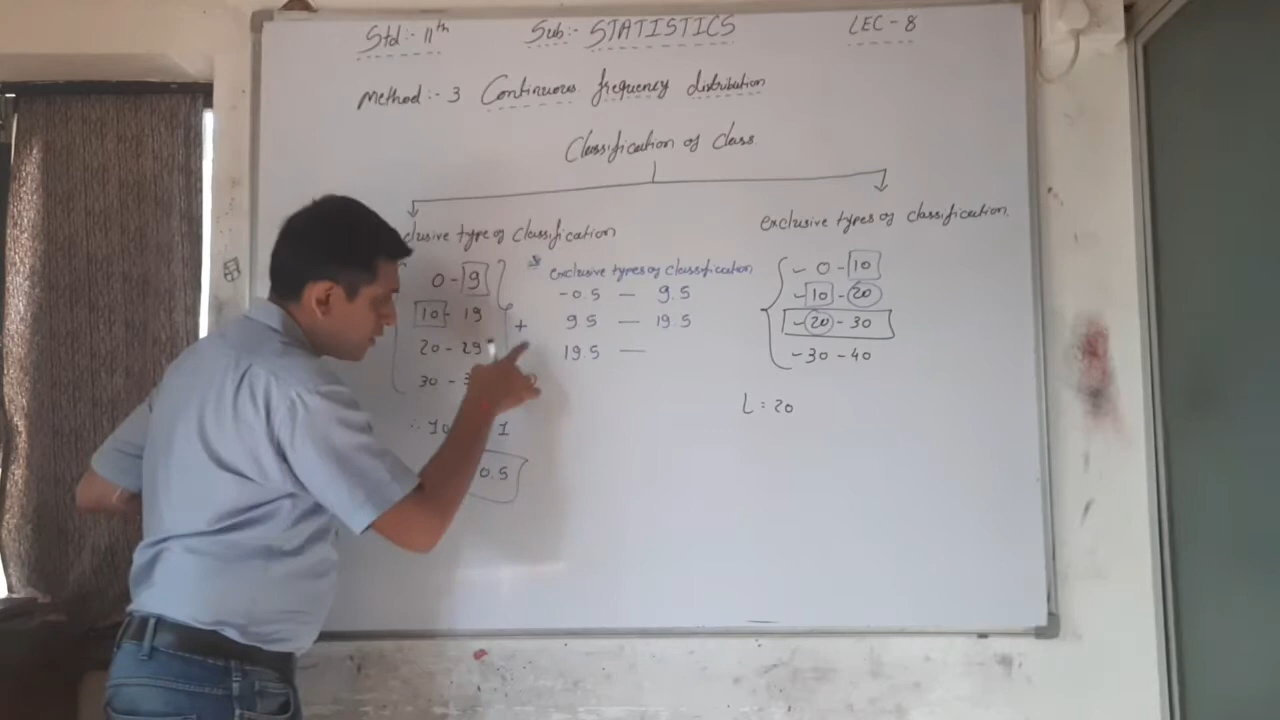 Std:- 11th Sub:- STATISTICS LEC-8
Method:- 3 Continuous frequency distribution
Classification of class
clusive type of classification
0-9
10-19
20-29
30-
1
0.5
+
exclusive types of classification
-0.5 — 9.5
9.5 — 19.5
19.5 —
exclusive types of classification.
-0-10
-10-20
-20-30
-30-40
L=20